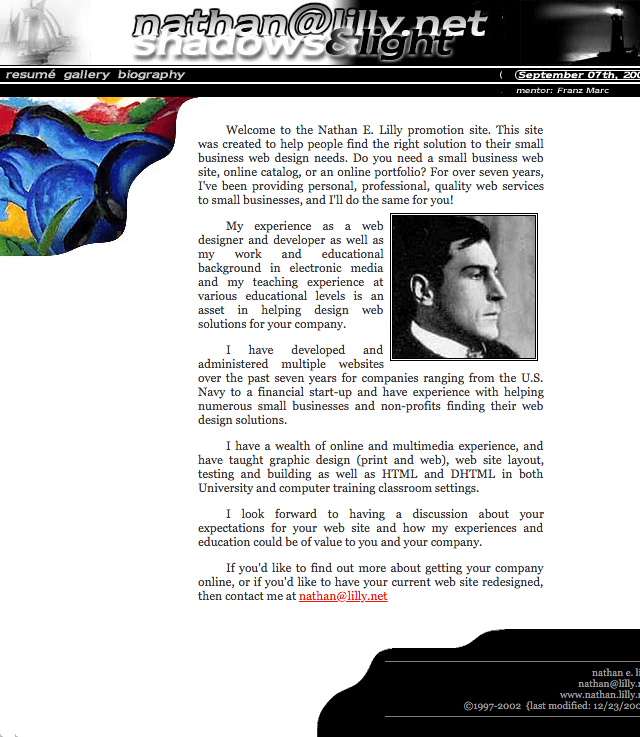 nathan@lilly.net
shadows&light
resumé gallery biography
September 07th, 200
mentor: Franz Marc
Welcome to the Nathan E. Lilly promotion site. This site
was created to help people find the right solution to their small
business web design needs. Do you need a small business web
site, online catalog, or an online portfolio? For over seven years,
I've been providing personal, professional, quality web services
to small businesses, and I'll do the same for you!
My experience as a web
designer and developer as well as
my work and educational
background in electronic media
and my teaching experience at
various educational levels is an
asset in helping design web
solutions for your company.
I have developed and
administered multiple websites
over the past seven years for companies ranging from the U.S.
Navy to a financial start-up and have experience with helping
numerous small businesses and non-profits finding their web
design solutions.
I have a wealth of online and multimedia experience, and
have taught graphic design (print and web), web site layout,
testing and building as well as HTML and DHTML in both
University and computer training classroom settings.
I look forward to having a discussion about your
expectations for your web site and how my experiences and
education could be of value to you and your company.
If you'd like to find out more about getting your company
online, or if you'd like to have your current web site redesigned,
then contact me at nathan@lilly.net
nathan e. li
nathan@lilly.n
www.nathan.lilly.n
©1997-2002 {last modified: 12/23/200